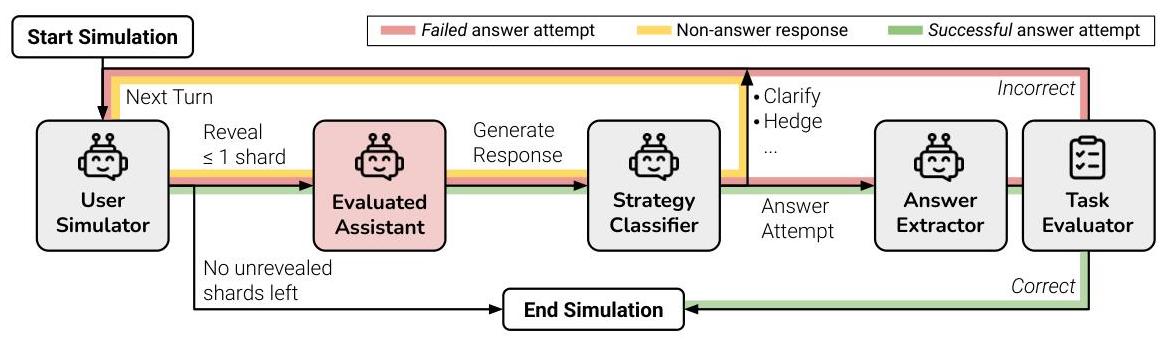 Start Simulation
Failed answer attempt
Non-answer response
Successful answer attempt
Next Turn
Incorrect
• Clarify
• Hedge
...
Reveal
≤ 1 shard
Generate
Response
User
Simulator
Evaluated
Assistant
Strategy
Classifier
Answer
Attempt
Answer
Extractor
Task
Evaluator
No unrevealed
shards left
Correct
End Simulation